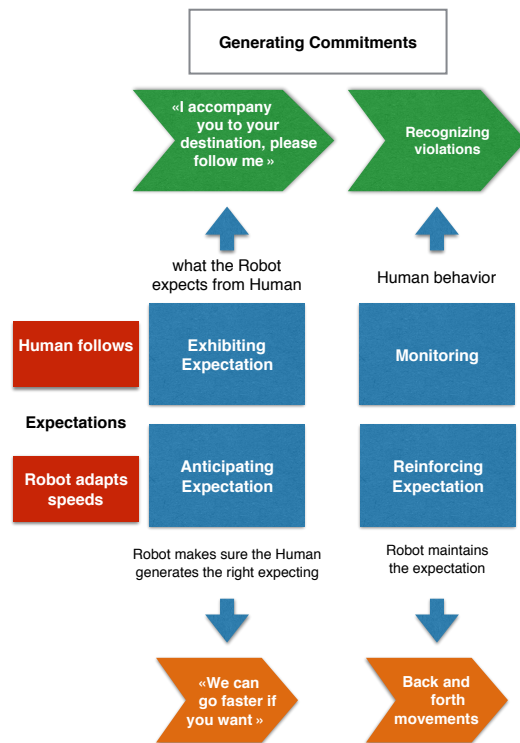 Generating Commitments
«I accompany
you to your
destination, please
follow me »
Recognizing
violations
what the Robot
expects from Human
Human behavior
Human follows
Exhibiting
Expectation
Monitoring
Expectations
Robot adapts
speeds
Anticipating
Expectation
Reinforcing
Expectation
Robot makes sure the Human
generates the right expecting
Robot maintains
the expectation
«We can
go faster if
you want »
Back and
forth
movements